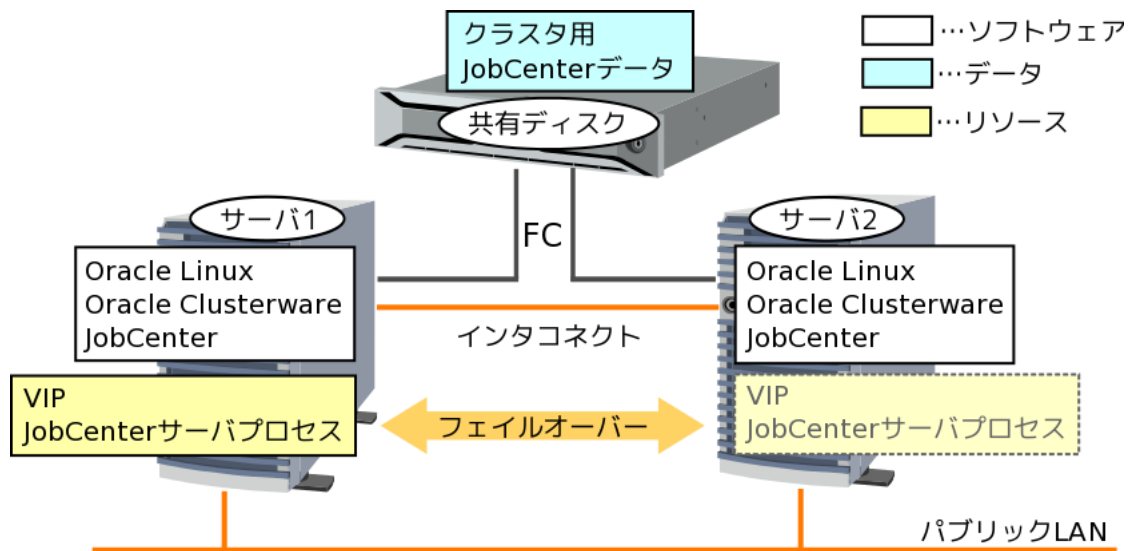 クラスタ用
JobCenterデータ
共有ディスク
…ソフトウェア
…データ
…リソース
サーバ1
サーバ2
FC
Oracle Linux
Oracle Clusterware
JobCenter
Oracle Linux
Oracle Clusterware
JobCenter
インタコネクト
VIP
JobCenterサーバプロセス
フェイルオーバー
VIP
JobCenterサーバプロセス
パブリックLAN